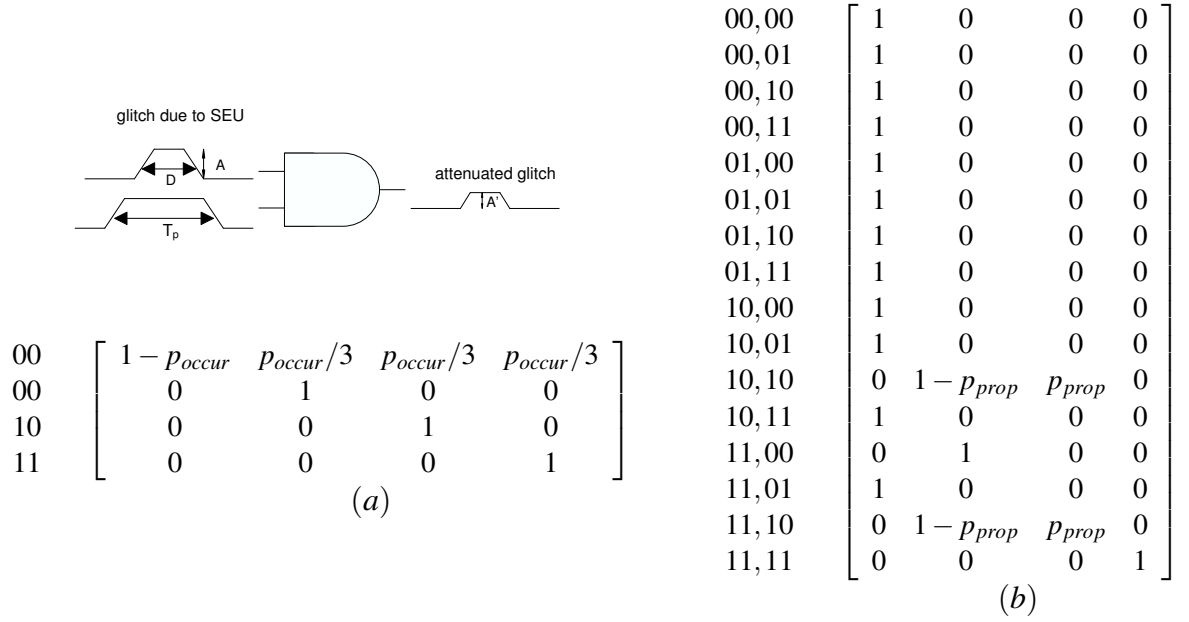 glitch due to SEU
A
D
T_p
attenuated glitch
A'
00 [ 1 − p_occur p_occur/3 p_occur/3 p_occur/3 ]
00 [ 0 1 0 0 ]
10 [ 0 0 1 0 ]
11 [ 0 0 0 1 ]
(a)
00,00 [ 1 0 0 0 ]
00,01 [ 1 0 0 0 ]
00,10 [ 1 0 0 0 ]
00,11 [ 1 0 0 0 ]
01,00 [ 1 0 0 0 ]
01,01 [ 1 0 0 0 ]
01,10 [ 1 0 0 0 ]
01,11 [ 1 0 0 0 ]
10,00 [ 1 0 0 0 ]
10,01 [ 1 0 0 0 ]
10,10 [ 0 1 − p_prop p_prop 0 ]
10,11 [ 1 0 0 0 ]
11,00 [ 0 1 0 0 ]
11,01 [ 1 0 0 0 ]
11,10 [ 0 1 − p_prop p_prop 0 ]
11,11 [ 0 0 0 1 ]
(b)